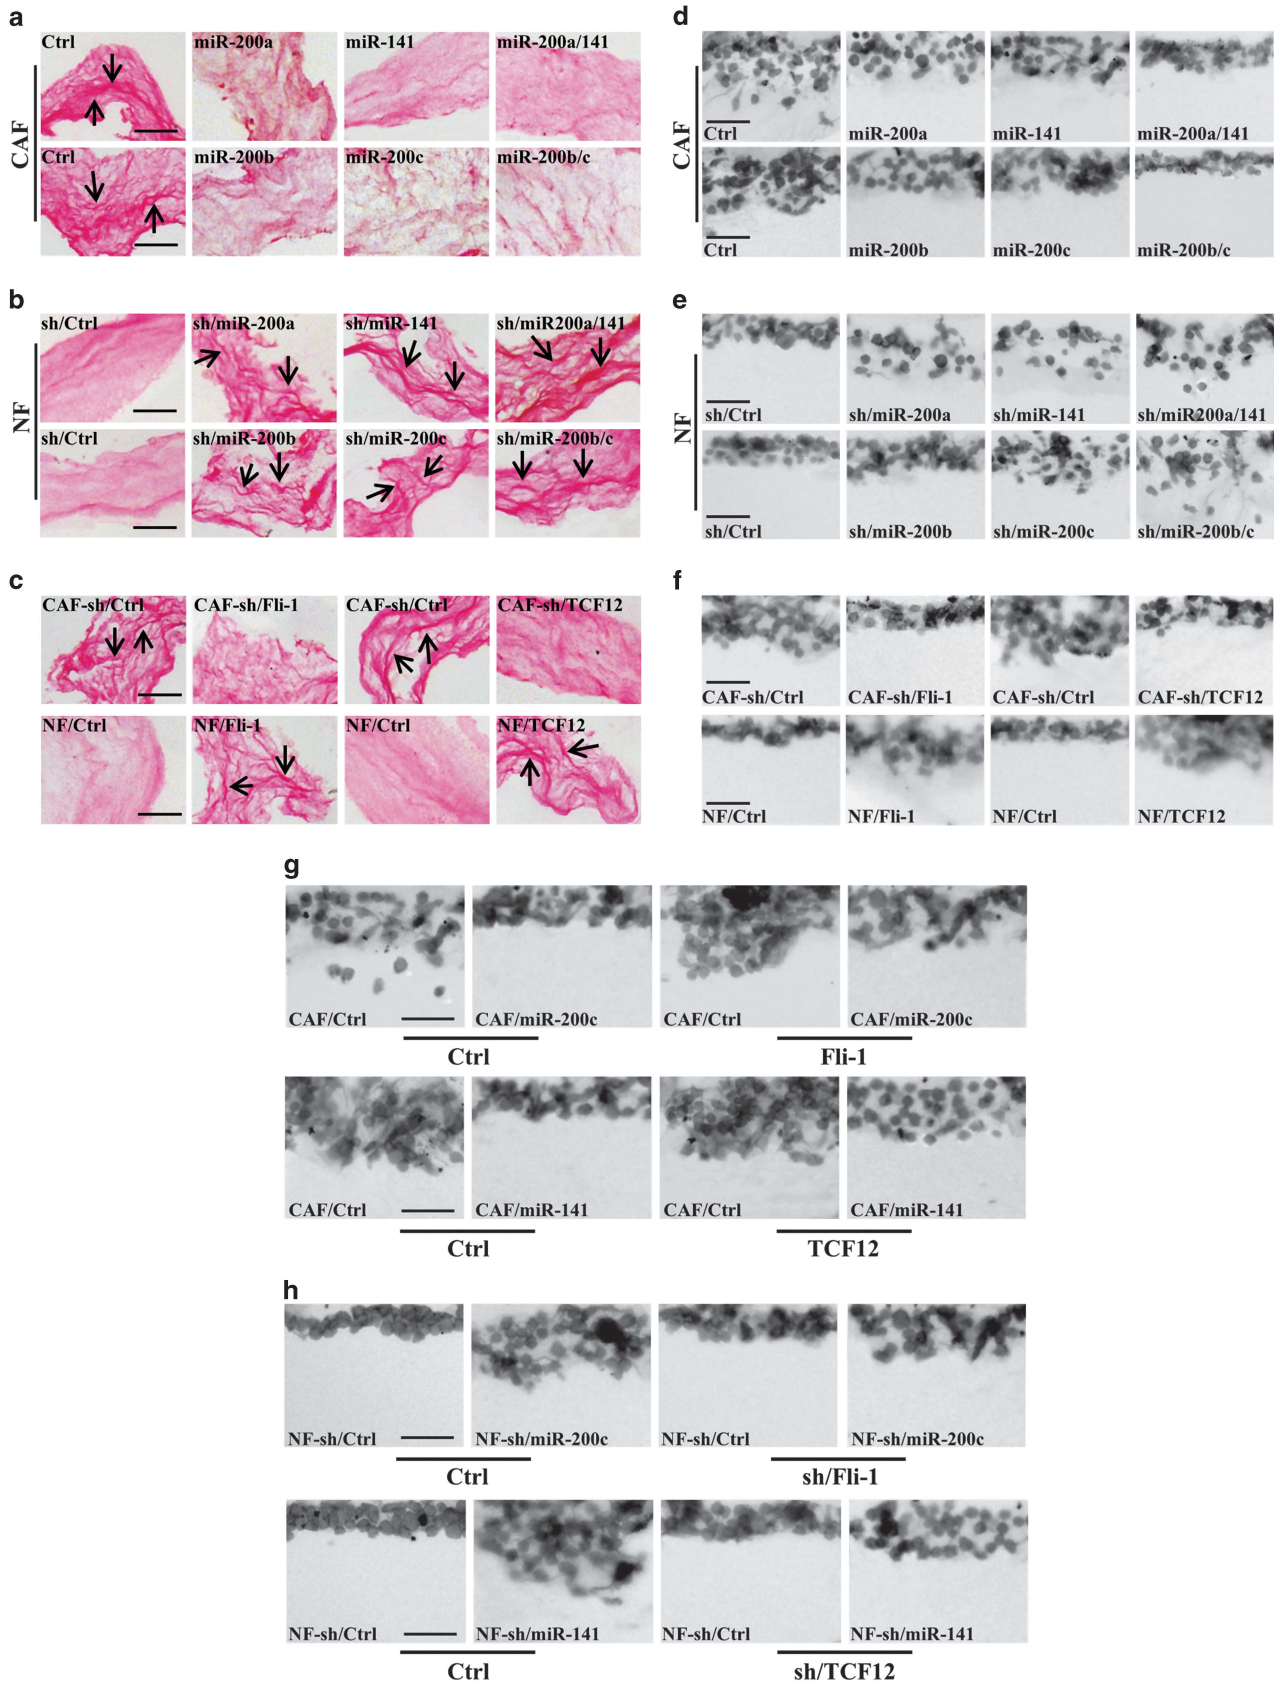 a
Ctrl miR-200a miR-141 miR-200a/141
CAF
Ctrl miR-200b miR-200c miR-200b/c
b
sh/Ctrl sh/miR-200a sh/miR-141 sh/miR200a/141
NF
sh/Ctrl sh/miR-200b sh/miR-200c sh/miR-200b/c
c
CAF-sh/Ctrl CAF-sh/Fli-1 CAF-sh/Ctrl CAF-sh/TCF12
NF/Ctrl NF/Fli-1 NF/Ctrl NF/TCF12
d
Ctrl miR-200a miR-141 miR-200a/141
CAF
Ctrl miR-200b miR-200c miR-200b/c
e
sh/Ctrl sh/miR-200a sh/miR-141 sh/miR200a/141
NF
sh/Ctrl sh/miR-200b sh/miR-200c sh/miR-200b/c
f
CAF-sh/Ctrl CAF-sh/Fli-1 CAF-sh/Ctrl CAF-sh/TCF12
NF/Ctrl NF/Fli-1 NF/Ctrl NF/TCF12
g
CAF/Ctrl CAF/miR-200c CAF/Ctrl CAF/miR-200c
Ctrl Fli-1
CAF/Ctrl CAF/miR-141 CAF/Ctrl CAF/miR-141
Ctrl TCF12
h
NF-sh/Ctrl NF-sh/miR-200c NF-sh/Ctrl NF-sh/miR-200c
Ctrl sh/Fli-1
NF-sh/Ctrl NF-sh/miR-141 NF-sh/Ctrl NF-sh/miR-141
Ctrl sh/TCF12